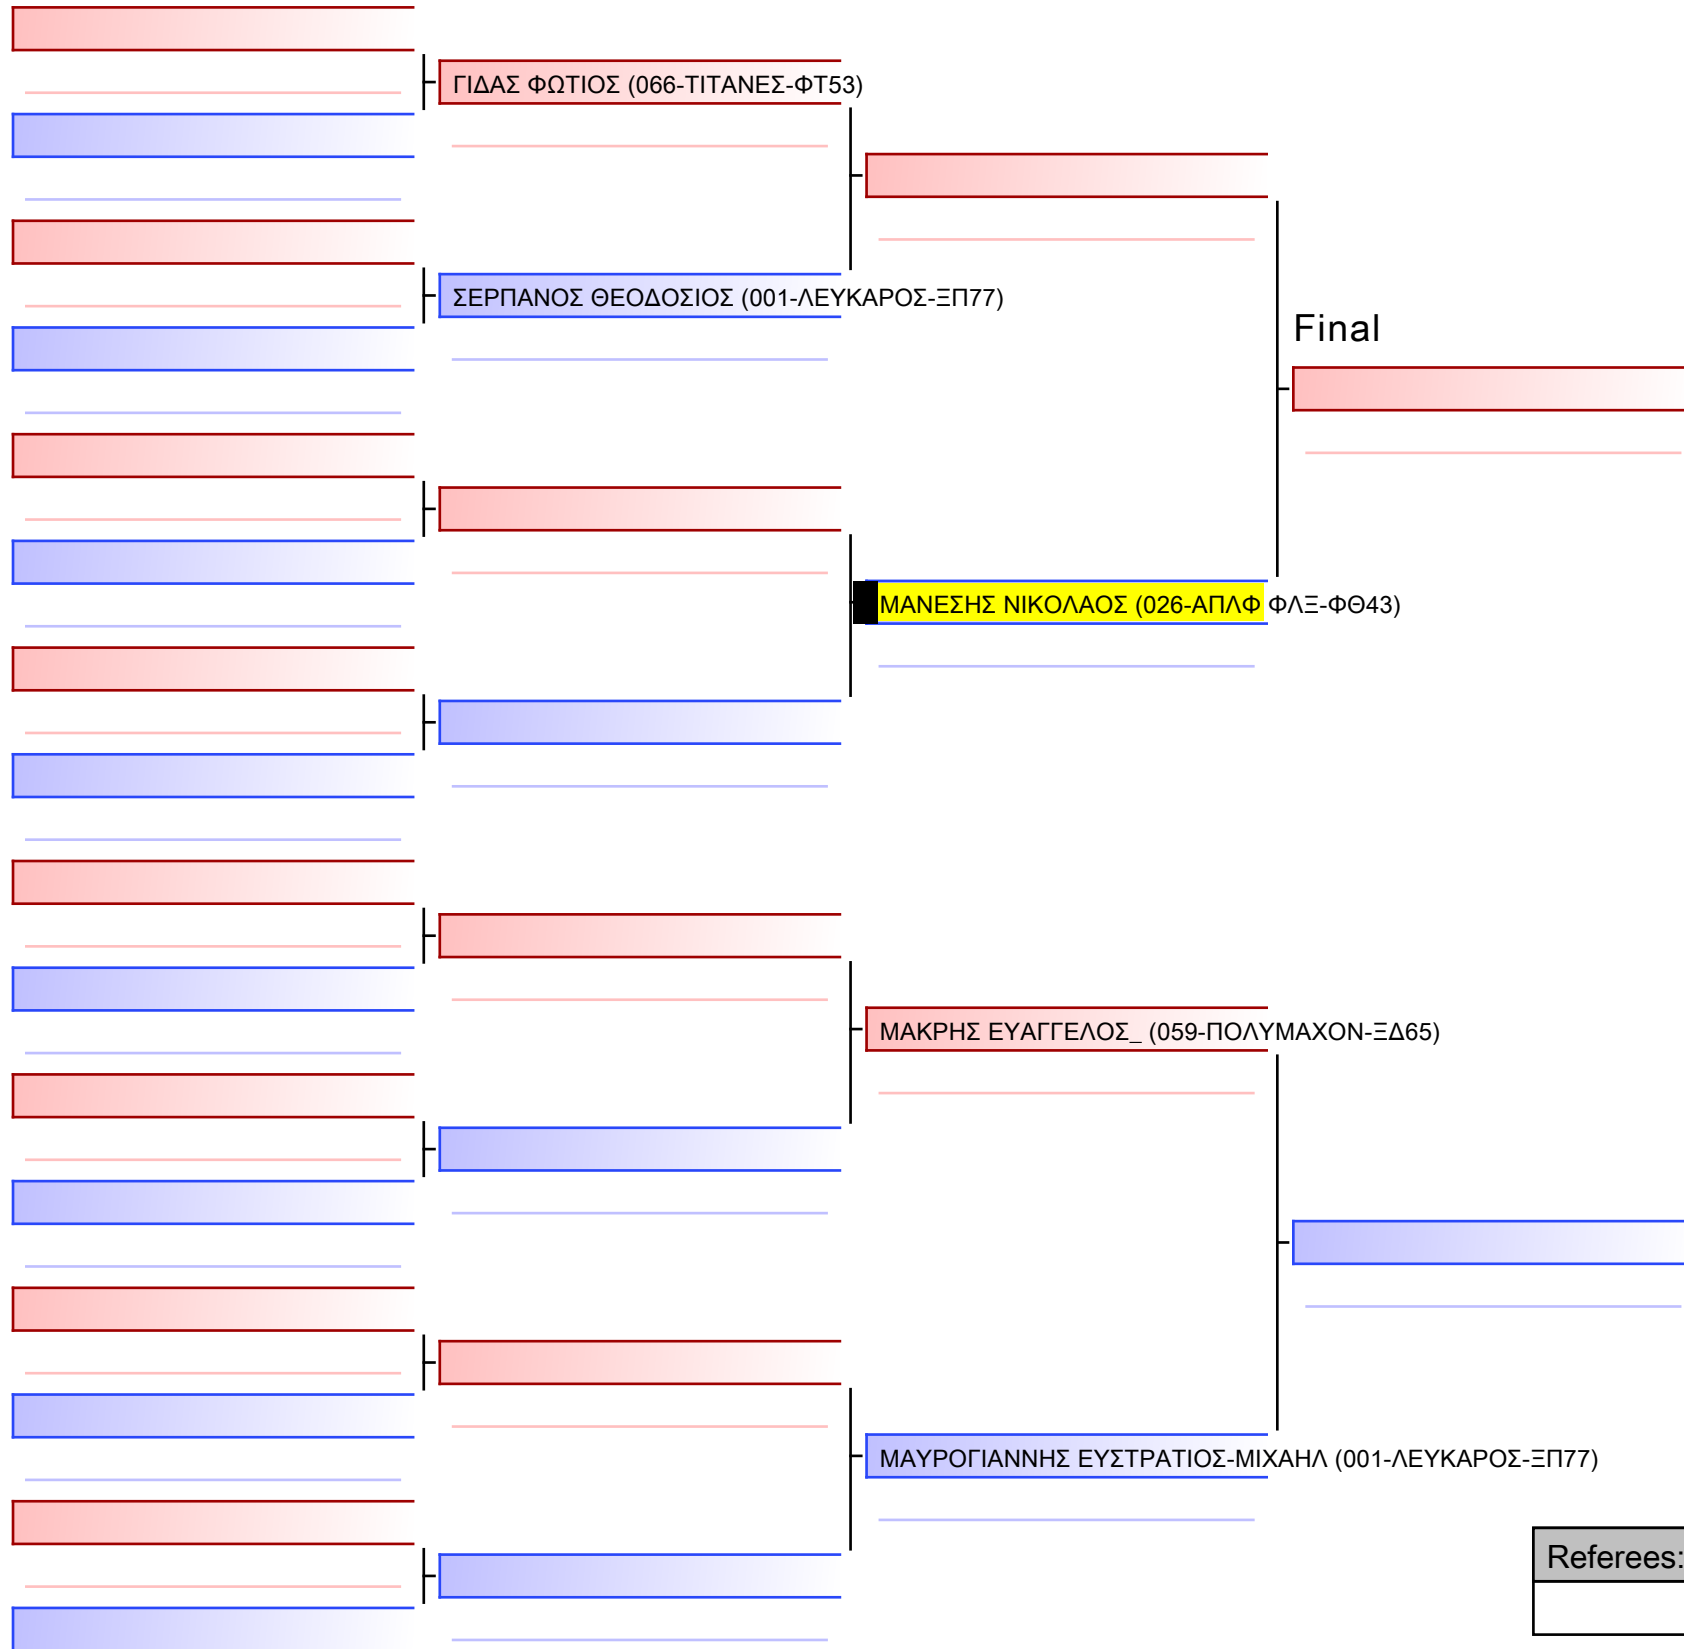 ΓΙΔΑΣ ΦΩΤΙΟΣ (066-ΤΙΤΑΝΕΣ-ΦΤ53)
ΣΕΡΠΑΝΟΣ ΘΕΟΔΟΣΙΟΣ (001-ΛΕΥΚΑΡΟΣ-ΞΠ77)
Final
ΜΑΝΕΣΗΣ ΝΙΚΟΛΑΟΣ (026-ΑΠΛΦ ΦΛΞ-ΦΘ43)
ΜΑΚΡΗΣ ΕΥΑΓΓΕΛΟΣ_ (059-ΠΟΛΥΜΑΧΟΝ-ΞΔ65)
ΜΑΥΡΟΓΙΑΝΝΗΣ ΕΥΣΤΡΑΤΙΟΣ-ΜΙΧΑΗΛ (001-ΛΕΥΚΑΡΟΣ-ΞΠ77)
Referees: